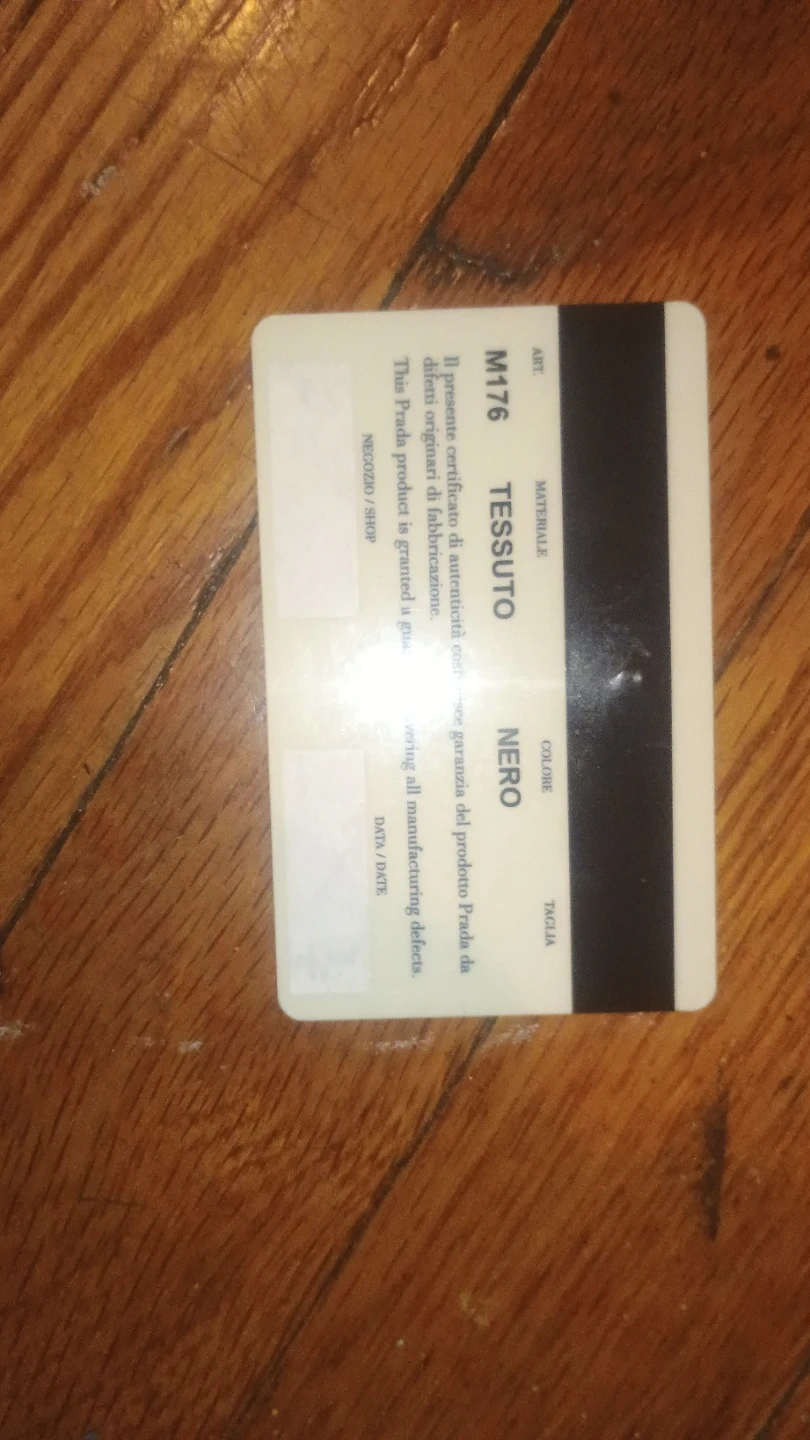 ART. MATERIALE COLORE TAGLIA
M176 TESSUTO NERO
Il presente certificato di autenticità garanzia del prodotto Prada da
difetti originari di fabbricazione.
This Prada product is granted a all manufacturing defects.
NEGOZIO / SHOP DATA / DATE